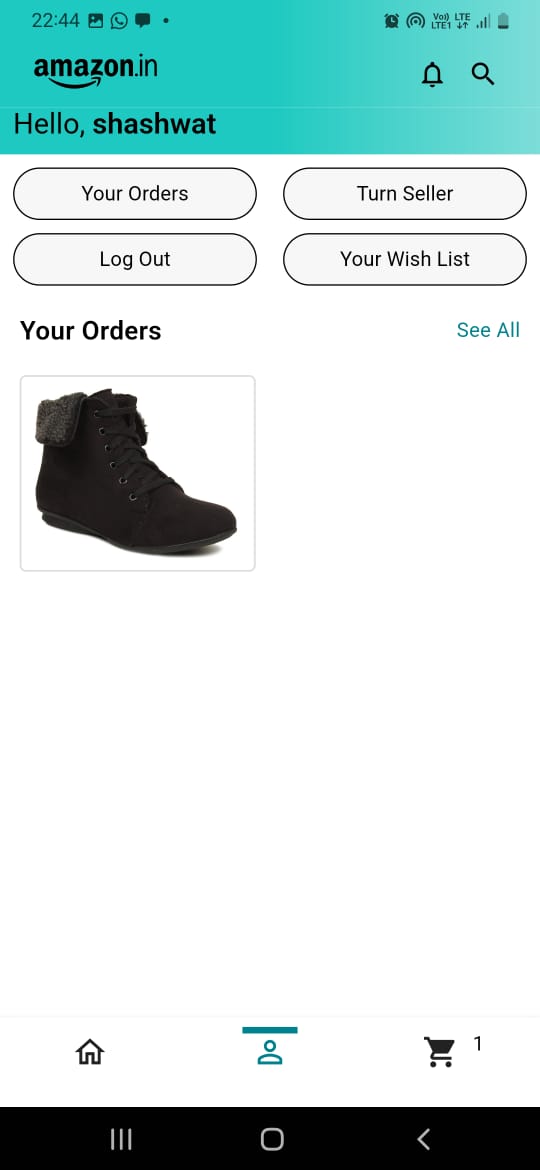 22:44
Vo)) LTE
LTE1
amazon.in
Hello, shashwat
Your Orders
Turn Seller
Log Out
Your Wish List
Your Orders
See All
1